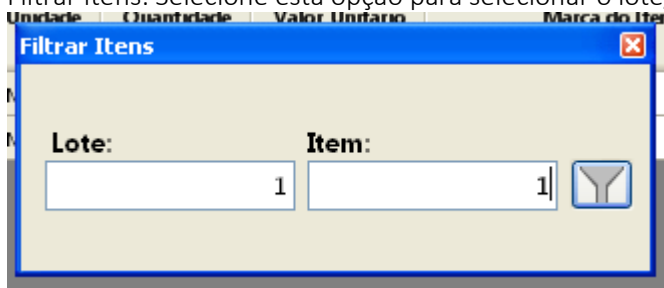 Filtrar Itens. Selecione esta opção para selecionar o lote
Unidade Quantidade Valor Unitário Marca do Ite
Filtrar Itens
Lote: Item:
1 1